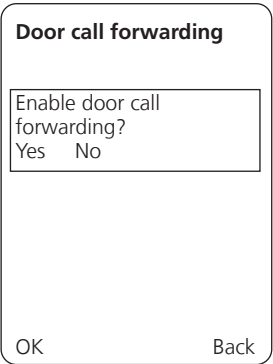 Door call forwarding
Enable door call
forwarding?
Yes No
OK Back